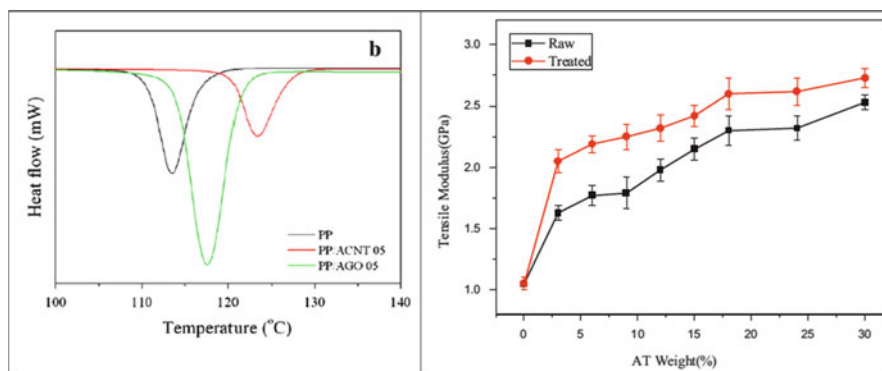 b
Heat flow (mW)
PP
PP/ACNT 05
PP/AGO 05
100
110
120
130
140
Temperature (°C)
Raw
Treated
Tensile Modulus(GPa)
3.0
2.5
2.0
1.5
1.0
0
5
10
15
20
25
30
AT Weight(%)